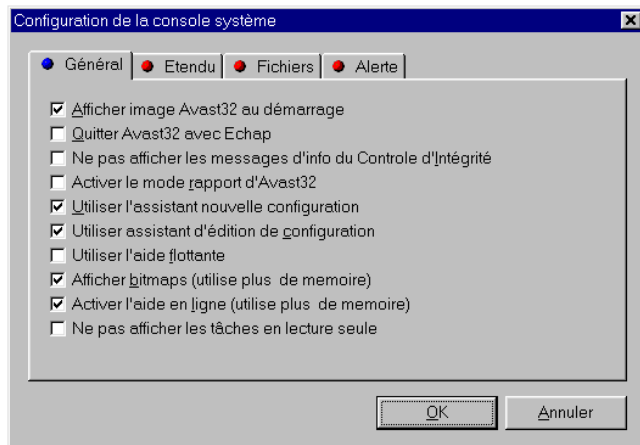 Configuration de la console système
Général Etendu Fichiers Alerte
Afficher image Avast32 au démarrage
Quitter Avast32 avec Echap
Ne pas afficher les messages d'info du Controle d'Intégrité
Activer le mode rapport d'Avast32
Utiliser l'assistant nouvelle configuration
Utiliser assistant d'édition de configuration
Utiliser l'aide flottante
Afficher bitmaps (utilise plus de memoire)
Activer l'aide en ligne (utilise plus de memoire)
Ne pas afficher les tâches en lecture seule
OK Annuler